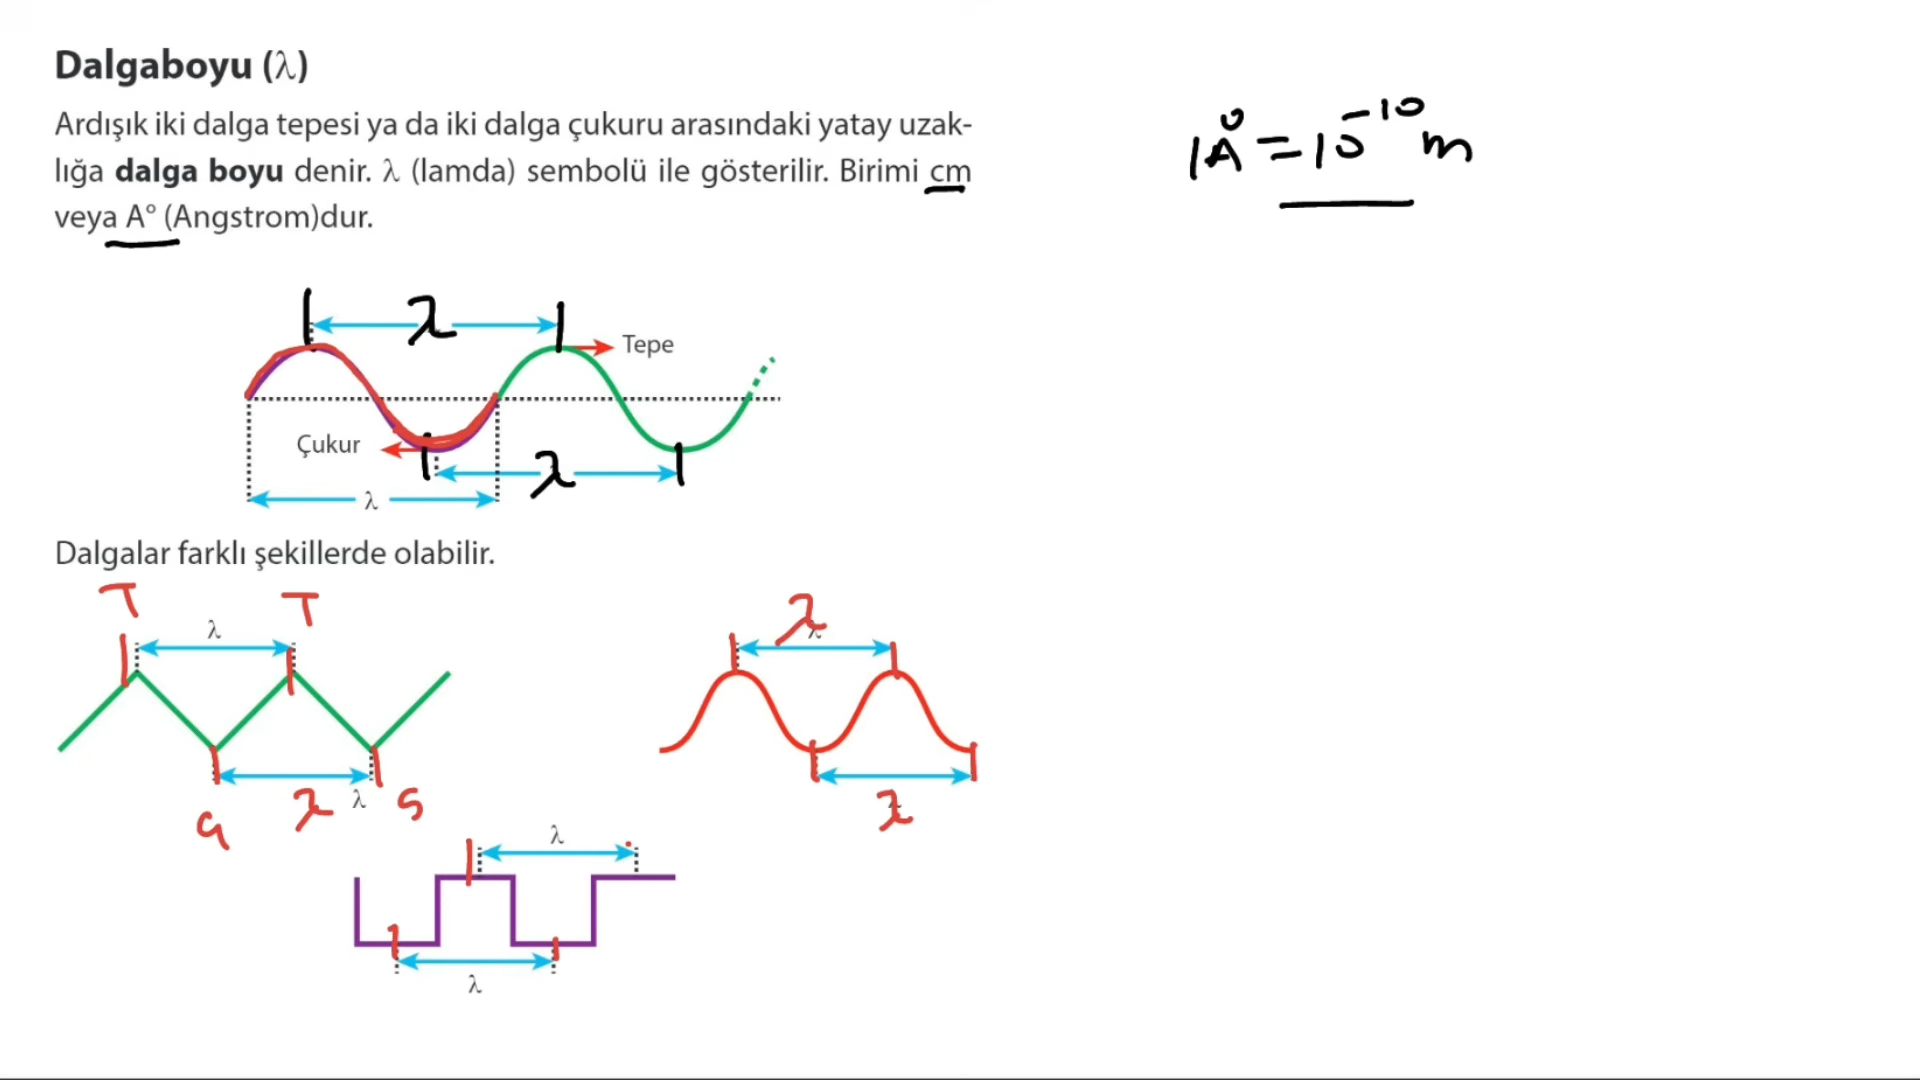 Dalgaboyu (λ)
Ardışık iki dalga tepesi ya da iki dalga çukuru arasındaki yatay uzak-
lığa dalga boyu denir. λ (lamda) sembolü ile gösterilir. Birimi cm
veya A° (Angstrom)dur.
1Å = 10⁻¹⁰ m
λ
Tepe
Çukur
λ
λ
Dalgalar farklı şekillerde olabilir.
T T
λ
λ
λ λ Ç
Ç
λ
λ
λ